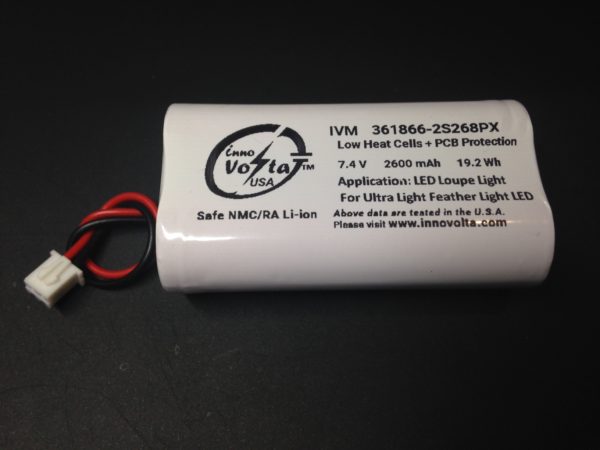 inno
Volta TM
USA
Safe NMC/RA Li-ion
IVM 361866-2S268PX
Low Heat Cells + PCB Protection
7.4 V 2600 mAh 19.2 Wh
Application: LED Loupe Light
For Ultra Light Feather Light LED
Above data are tested in the U.S.A.
Please visit www.innovolta.com